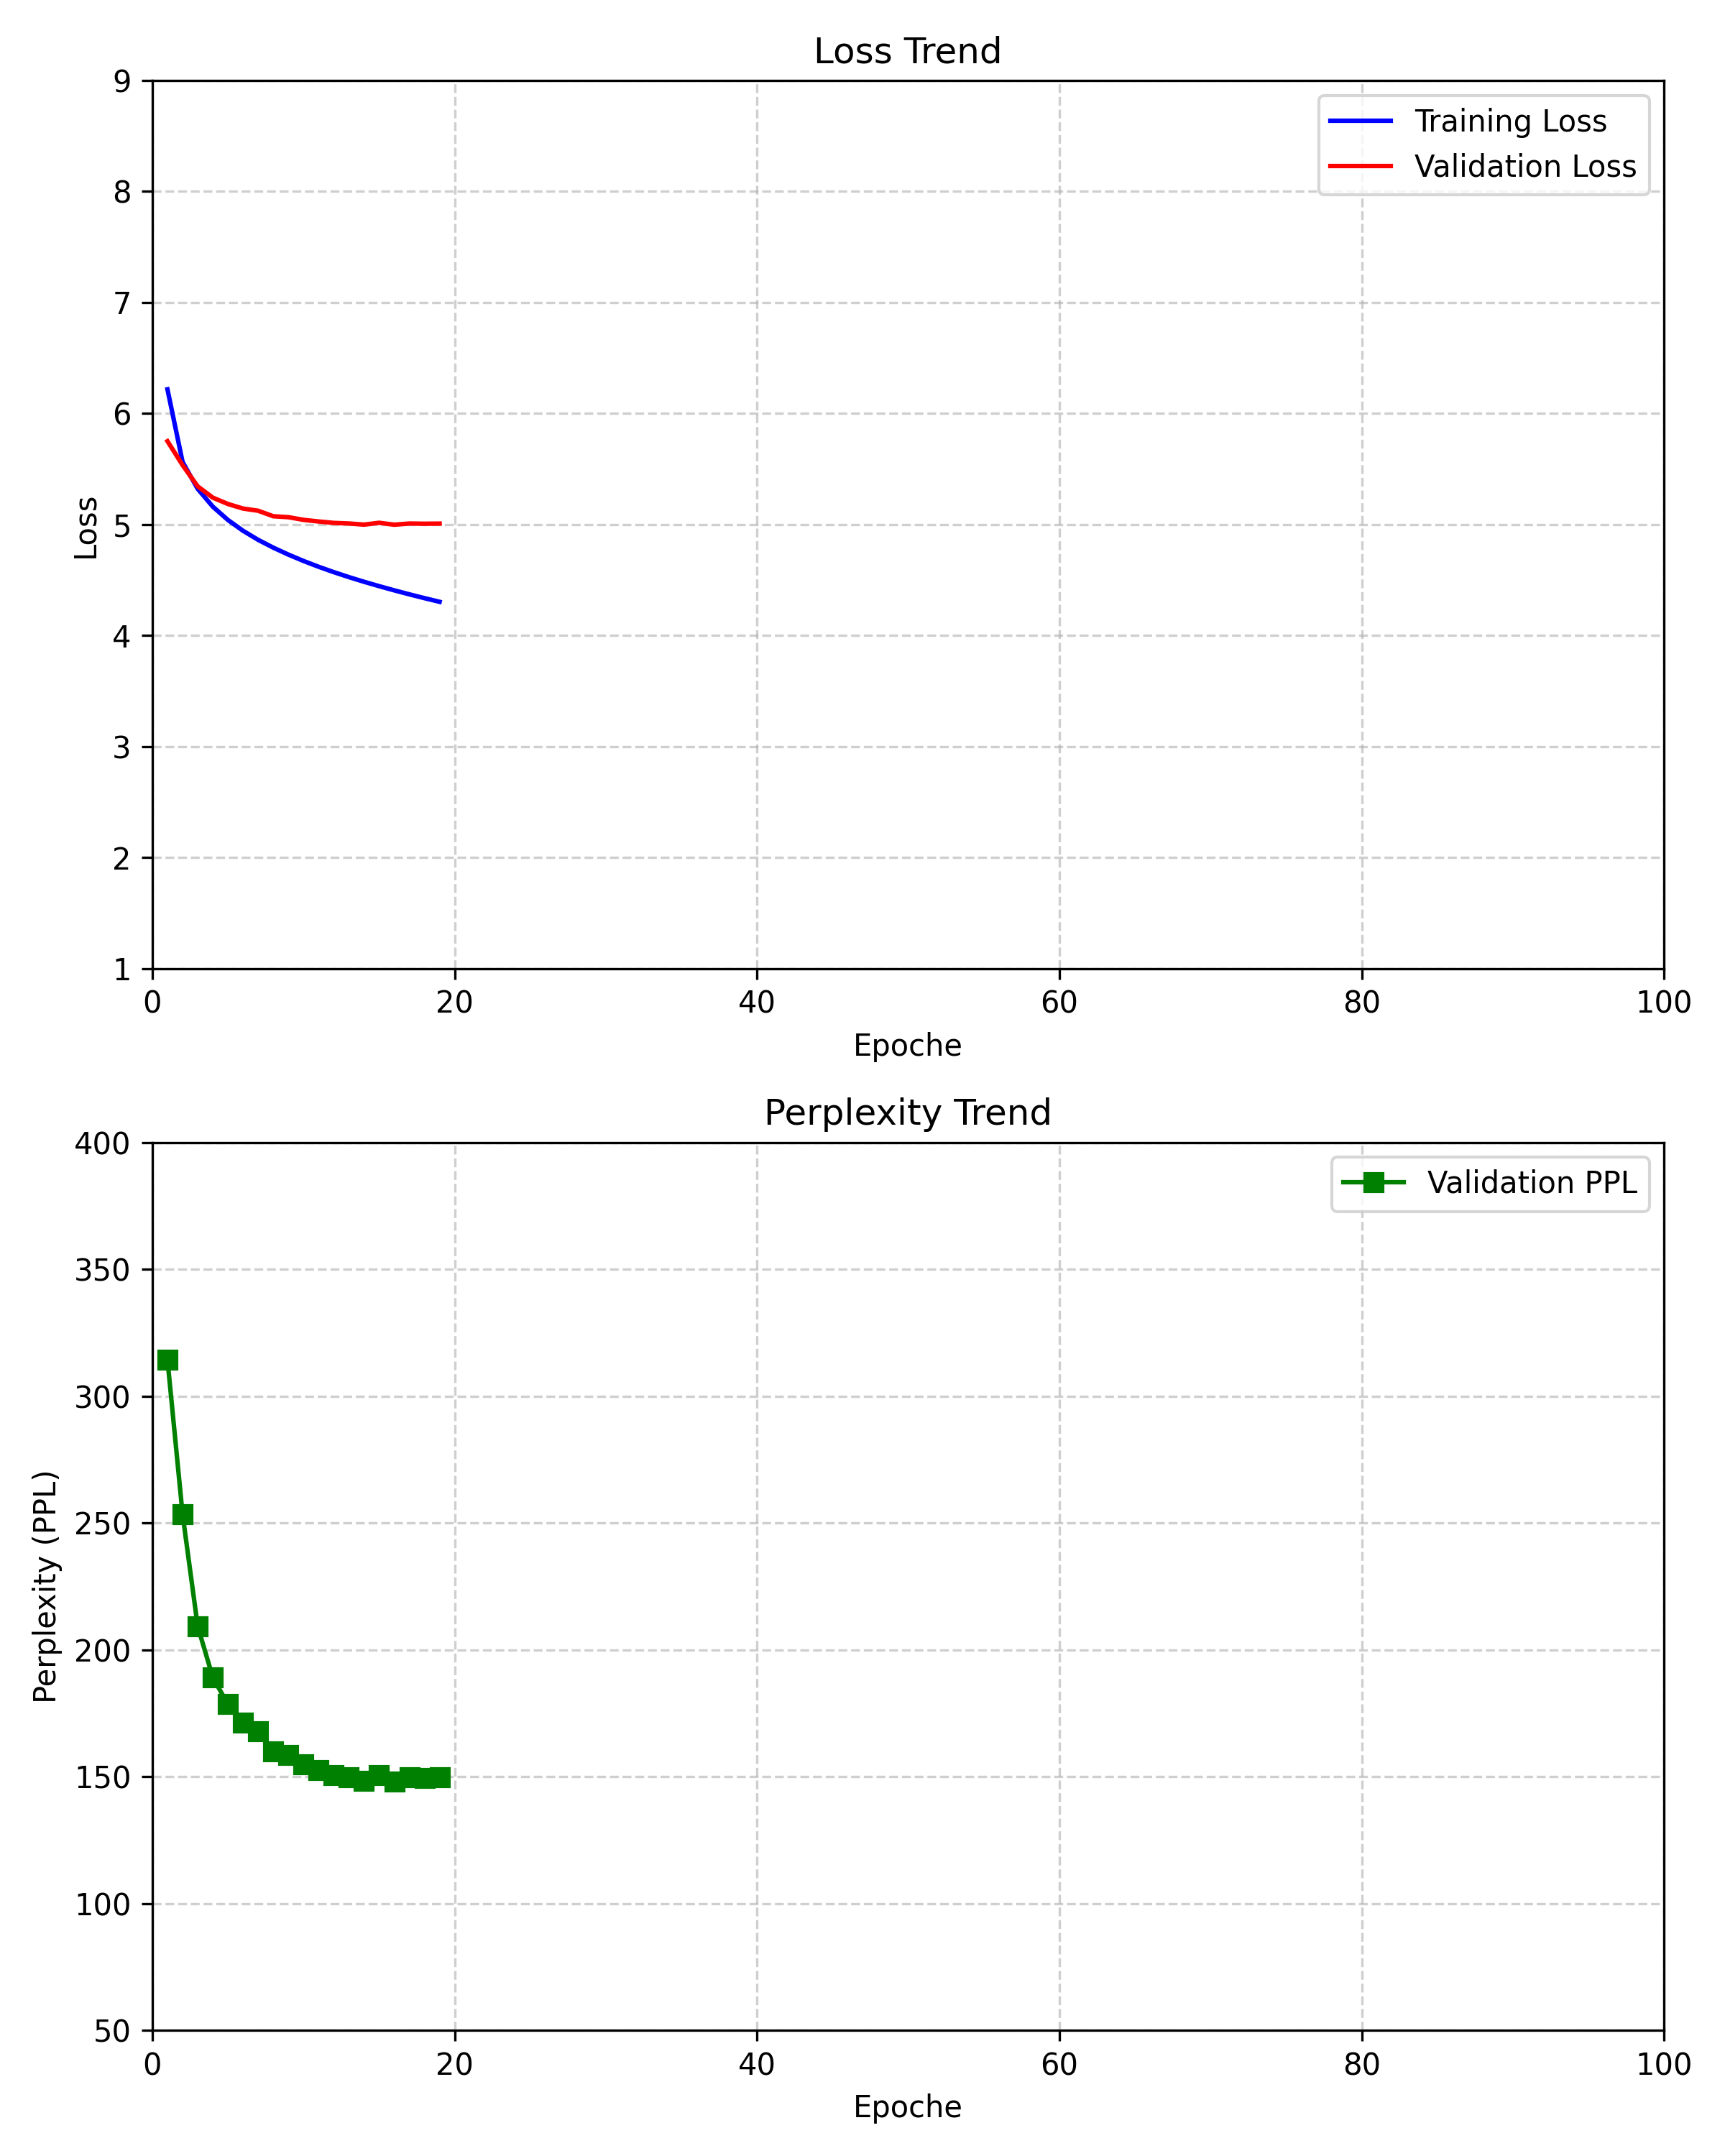 Loss Trend
9
8
7
6
5
4
3
2
1
Loss
Training Loss
Validation Loss
0 20 40 60 80 100
Epoche
Perplexity Trend
400
350
300
250
200
150
100
50
Perplexity (PPL)
Validation PPL
0 20 40 60 80 100
Epoche